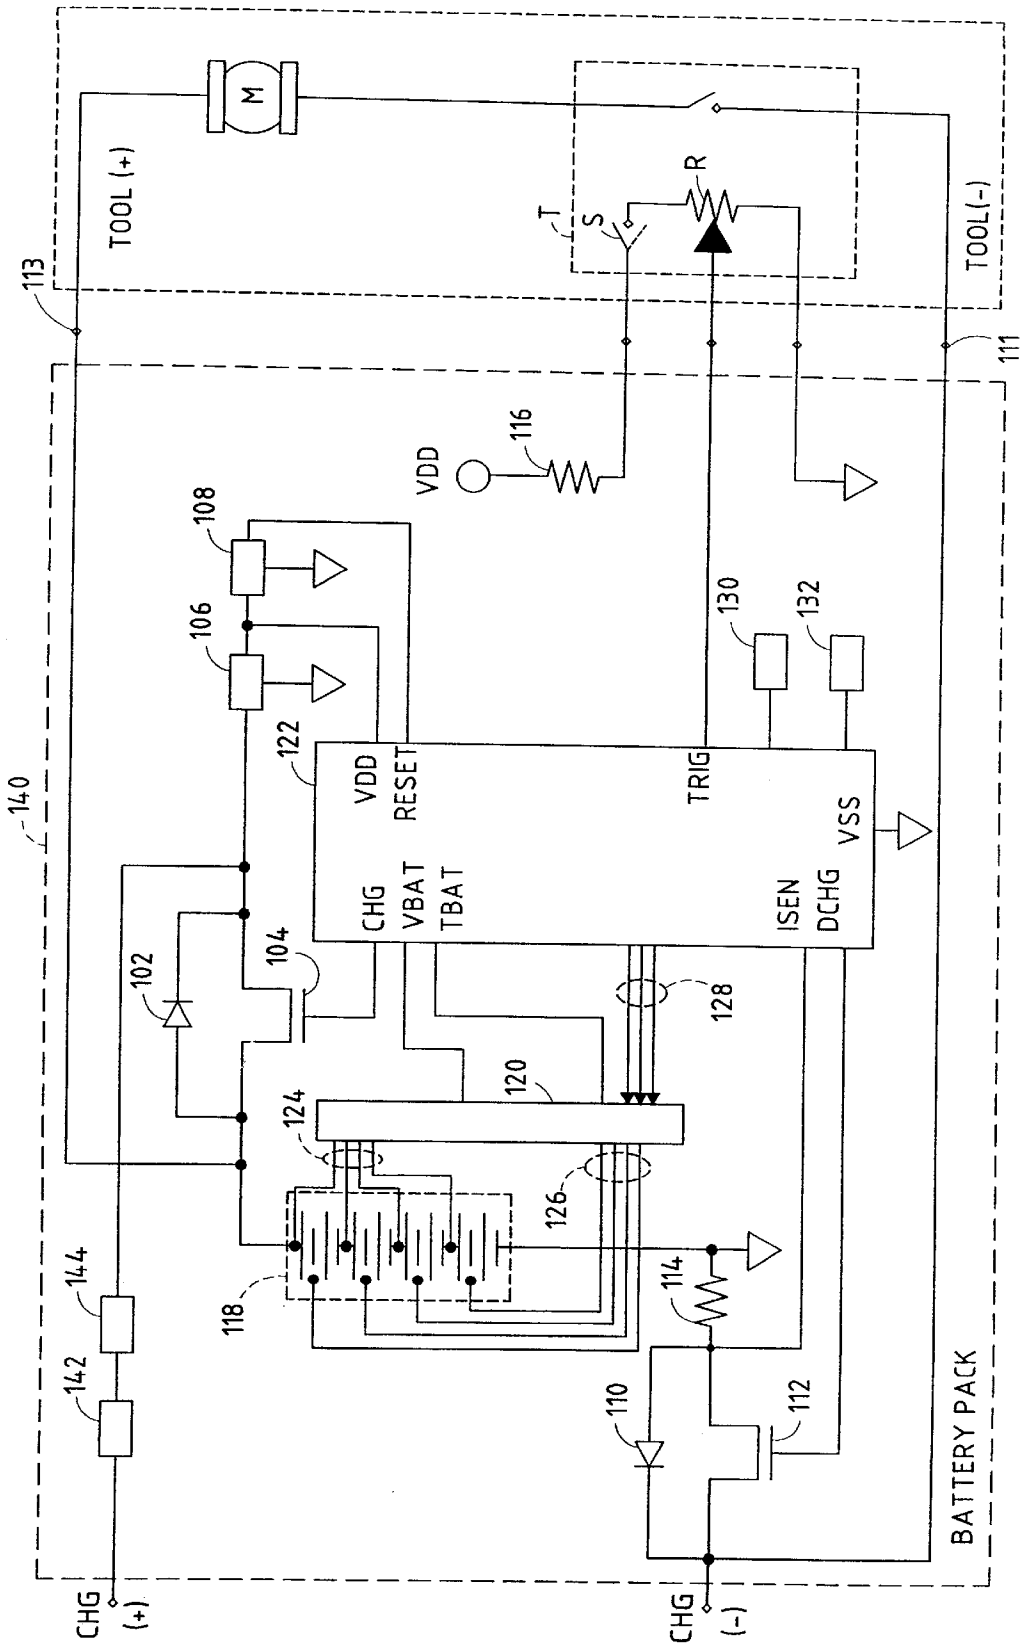 140
113
TOOL (+)
M
T
S
R
TOOL(-)
111
VDD
116
108
106
130
132
122
VDD
RESET
TRIG
CHG
VBAT
TBAT
ISEN
DCHG
VSS
102
104
128
120
124
126
118
114
110
112
144
142
CHG
(+)
CHG
(-)
BATTERY PACK